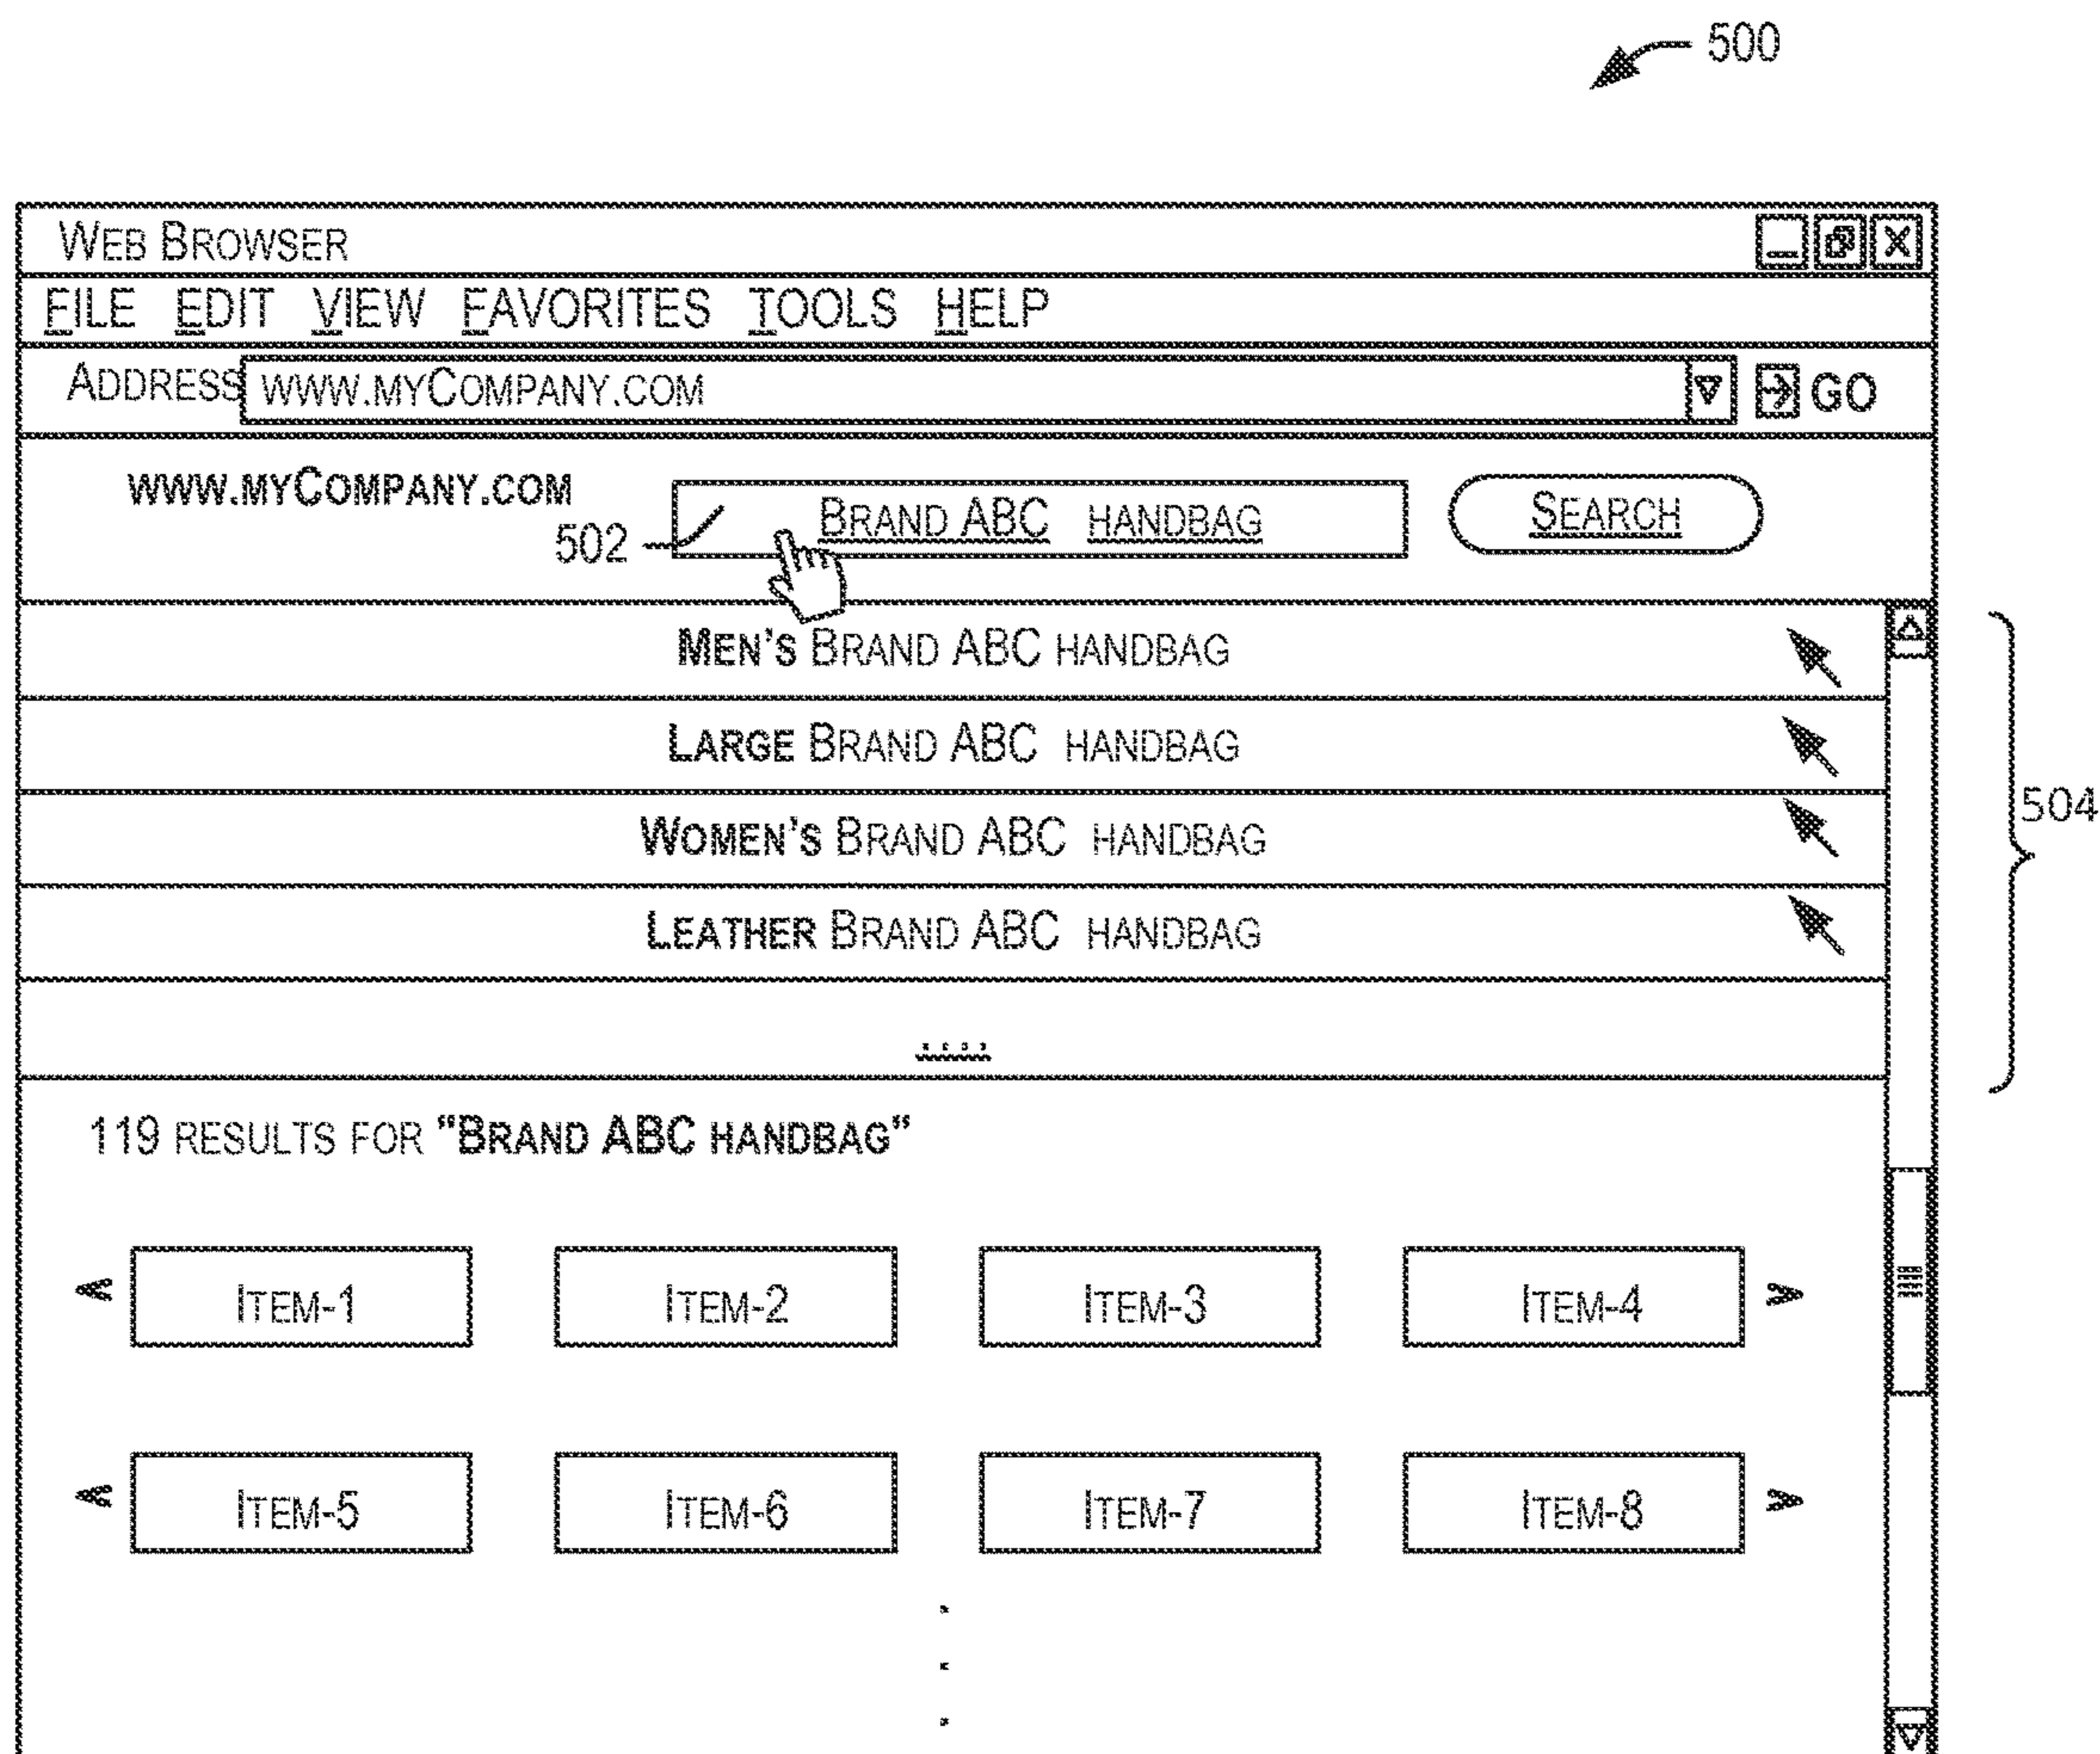 500
Web Browser
FILE EDIT VIEW FAVORITES TOOLS HELP
Address www.myCompany.com GO
www.myCompany.com Brand ABC handbag Search
502
Men's Brand ABC handbag
Large Brand ABC handbag
504
Women's Brand ABC handbag
Leather Brand ABC handbag
....
119 results for "Brand ABC handbag"
< Item-1 Item-2 Item-3 Item-4 >
< Item-5 Item-6 Item-7 Item-8 >